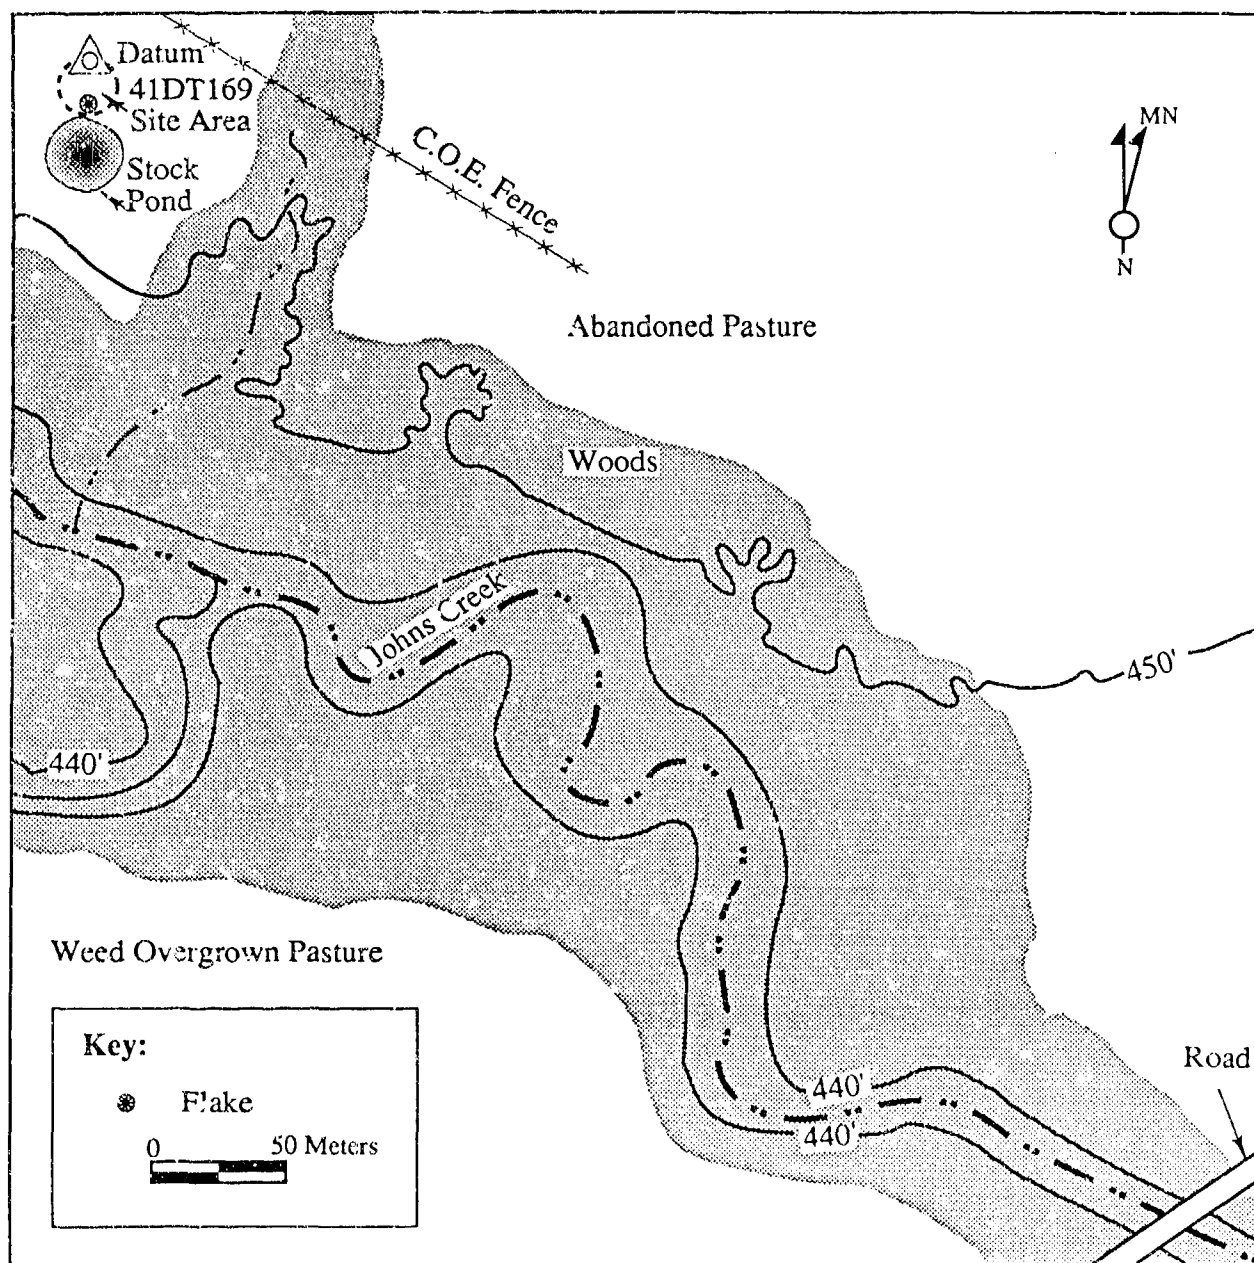 Datum
41DT169
Site Area
Stock
Pond
C.O.E. Fence
MN
N
Abandoned Pasture
Woods
Johns Creek
450'
440'
Weed Overgrown Pasture
Key:
Flake
0 50 Meters
440'
440'
Road